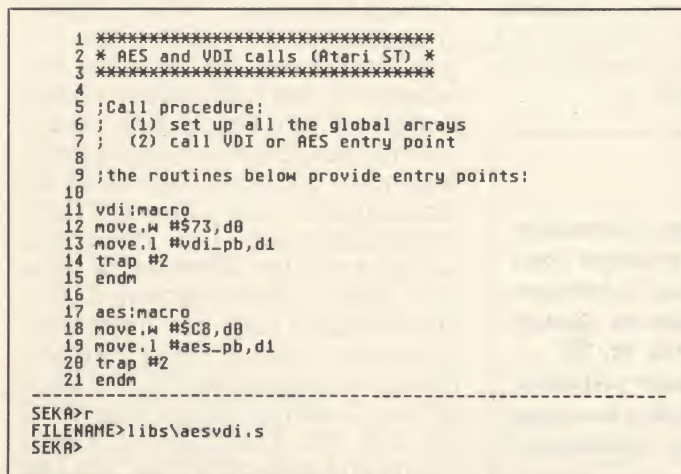 1 *******************************
2 * AES and VDI calls (Atari ST) *
3 *******************************
4
5 ;Call procedure:
6 ;  (1) set up all the global arrays
7 ;  (2) call VDI or AES entry point
8
9 ;the routines below provide entry points:
10
11 vdi:macro
12 move.w #$73,d0
13 move.l #vdi_pb,d1
14 trap #2
15 endm
16
17 aes:macro
18 move.w #$C8,d0
19 move.l #aes_pb,d1
20 trap #2
21 endm
SEKA>r
FILENAME>libs\aesvdi.s
SEKA>